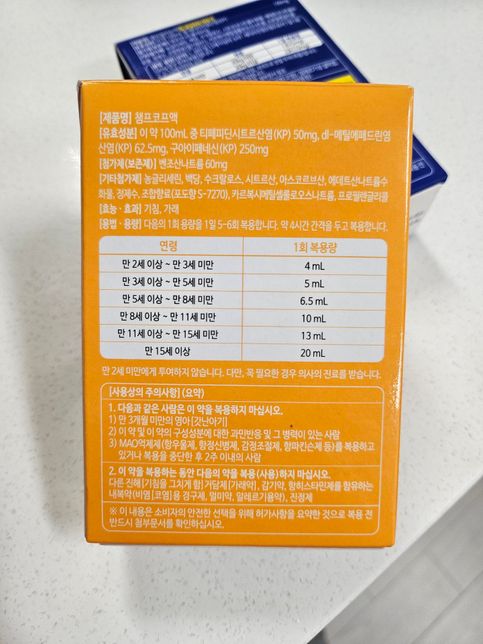 [제품명] 챔프코프액
[유효성분] 이 약 100mL 중 티페피딘시트르산염(KP) 50mg, dl-메틸에페드린염
산염(KP) 62.5mg, 구아이페네신(KP) 250mg
[첨가제(보존제)] 벤조산나트륨 60mg
[기타첨가제] 농글리세린, 백당, 수크랄로스, 시트르산, 아스코르브산, 에데트산나트륨수
화물, 정제수, 조합향료(포도향 S-7270), 카르복시메틸셀룰로오스나트륨, 프로필렌글리콜
[효능·효과] 기침, 가래
[용법·용량] 다음의 1회 용량을 1일 5~6회 복용합니다. 약 4시간 간격을 두고 복용합니다.
연령 1회 복용량
만 2세 이상 ~ 만 3세 미만 4 mL
만 3세 이상 ~ 만 5세 미만 5 mL
만 5세 이상 ~ 만 8세 미만 6.5 mL
만 8세 이상 ~ 만 11세 미만 10 mL
만 11세 이상 ~ 만 15세 미만 13 mL
만 15세 이상 20 mL
만 2세 미만에게 투여하지 않습니다. 다만, 꼭 필요한 경우 의사의 진료를 받습니다.
[사용상의 주의사항] (요약)
1. 다음과 같은 사람은 이 약을 복용하지 마십시오.
1) 만 3개월 미만의 영아 [갓난아기]
2) 이 약 및 이 약의 구성성분에 대한 과민반응 및 그 병력이 있는 사람
3) MAO억제제(항우울제, 항정신병제, 감정조절제, 항파킨슨제 등)를 복용하고
있거나 복용을 중단한 후 2주 이내의 사람
2. 이 약을 복용하는 동안 다음의 약을 복용(사용)하지 마십시오.
다른 진해[기침을 그치게 함]거담제[가래약], 감기약, 항히스타민제를 함유하는
내복약(비염 [코염]용 경구제, 멀미약, 알레르기용약), 진정제
※ 이 내용은 소비자의 안전한 선택을 위해 허가사항을 요약한 것으로 복용 전
반드시 첨부문서를 확인하십시오.